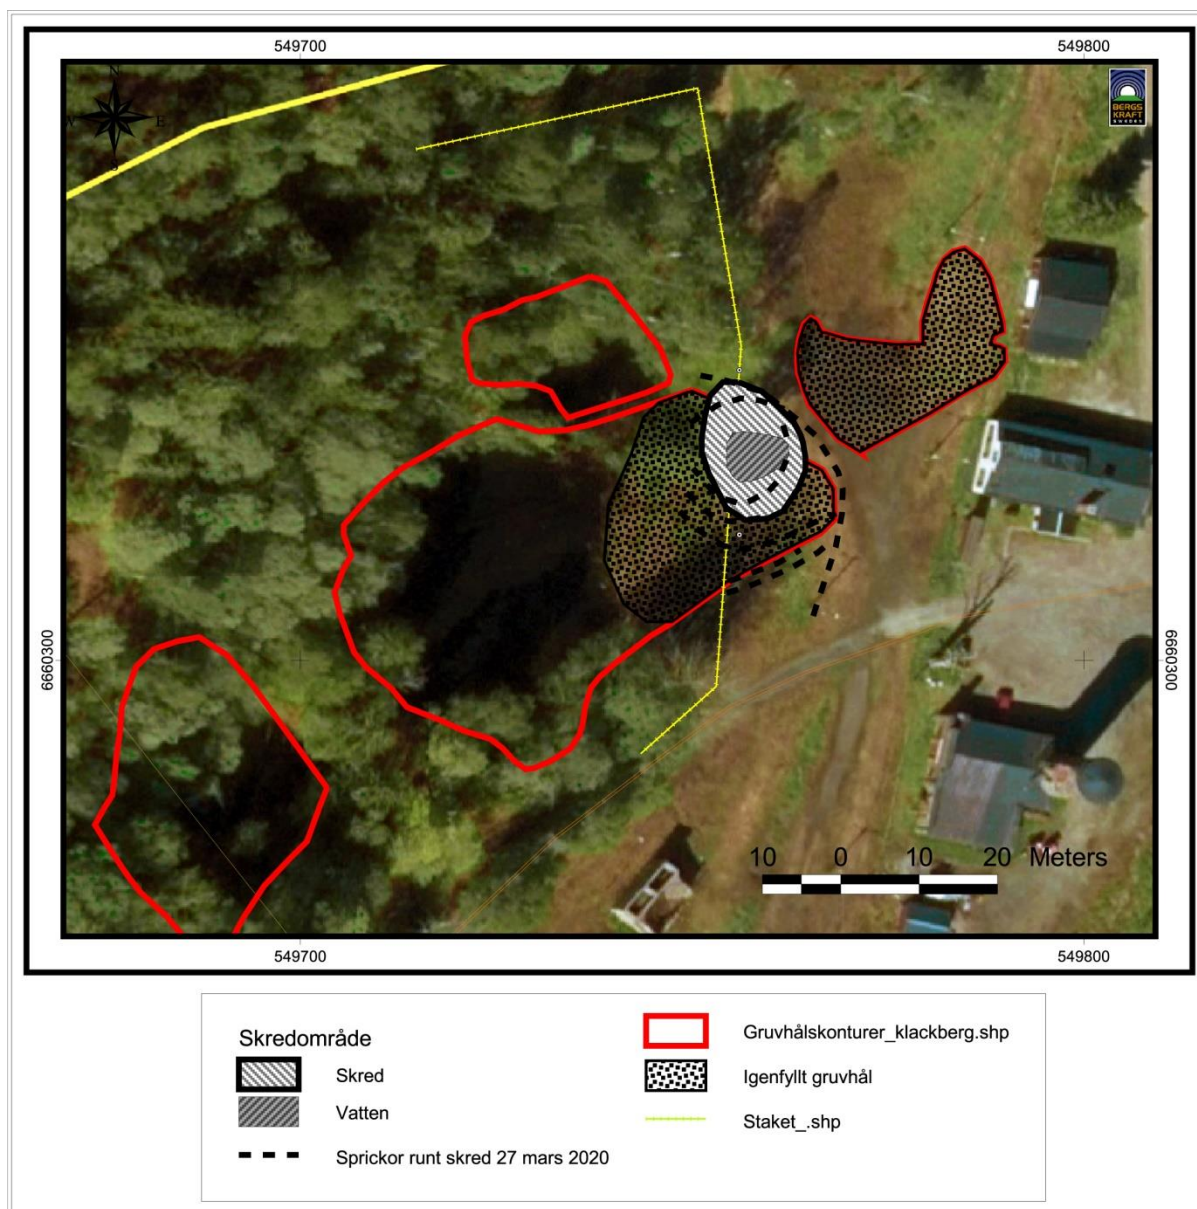 549700 549800
N
E
S
BERGS
KRAFT
SWEDEN
6660300 6660300
10 0 10 20 Meters
549700 549800
Skredområde
Skred
Vatten
Sprickor runt skred 27 mars 2020
Gruvhålskonturer_klackberg.shp
Igenfyllt gruvhål
Staket_.shp